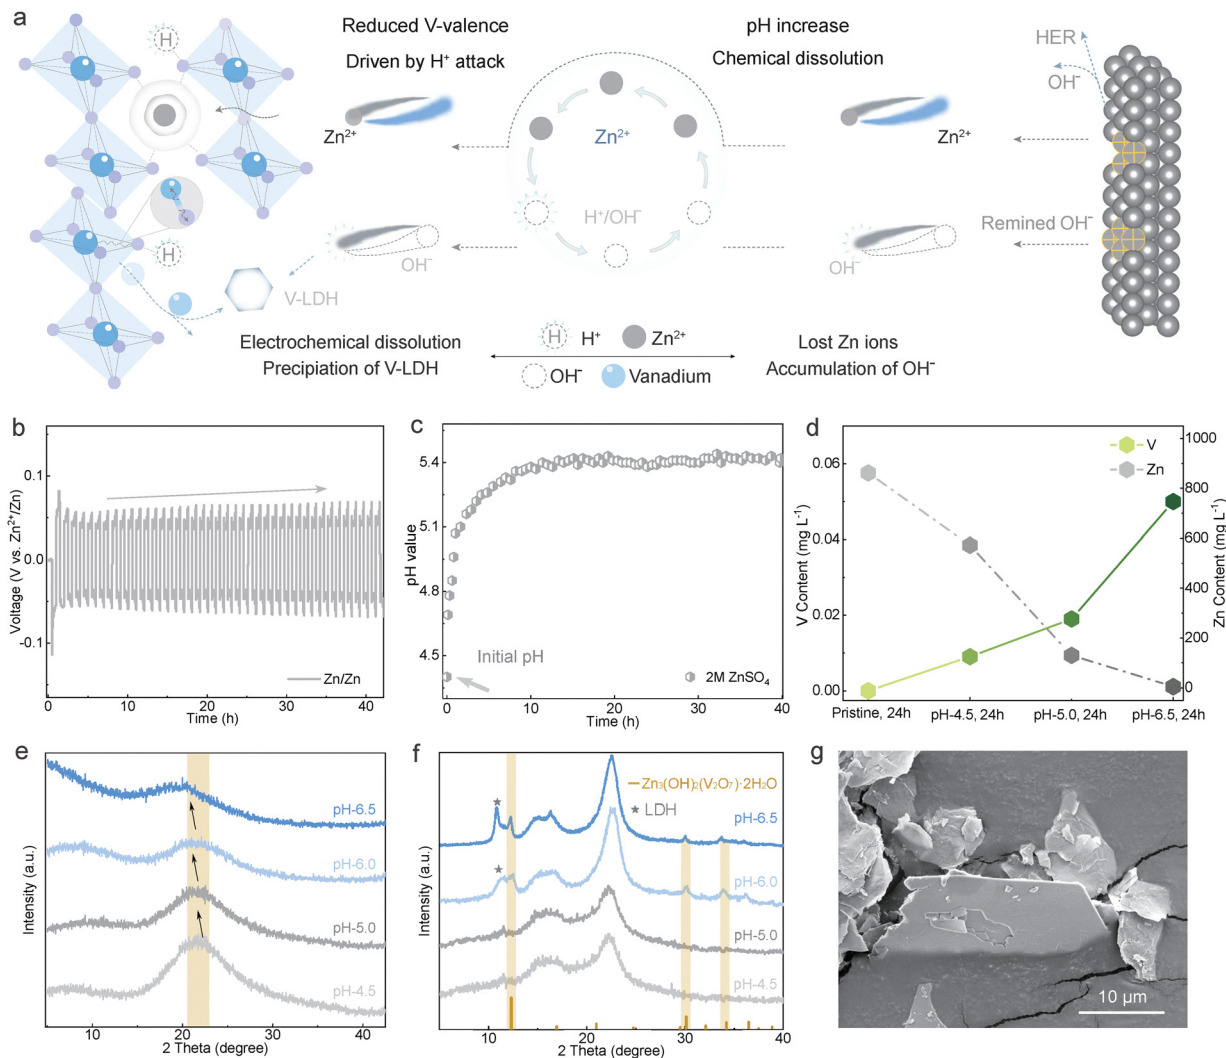 a
Reduced V-valence
Driven by H⁺ attack
pH increase
Chemical dissolution
HER
OH⁻
H
Zn²⁺
Zn²⁺
Zn²⁺
H⁺/OH⁻
Remined OH⁻
H
OH⁻
OH⁻
V-LDH
Electrochemical dissolution
Precipiation of V-LDH
H H⁺ Zn²⁺
OH⁻ Vanadium
Lost Zn ions
Accumulation of OH⁻
b
Voltage (V vs. Zn²⁺/Zn)
0.1
0.0
-0.1
Zn/Zn
0 10 20 30 40
Time (h)
c
pH value
5.4
5.1
4.8
4.5
Initial pH
2M ZnSO₄
0 10 20 30 40
Time (h)
d
V Content (mg L⁻¹)
0.06
0.04
0.02
0.00
V
Zn
Zn Content (mg L⁻¹)
1000
800
600
400
200
0
Pristine, 24h pH-4.5, 24h pH-5.0, 24h pH-6.5, 24h
e
Intensity (a.u.)
pH-6.5
pH-6.0
pH-5.0
pH-4.5
10 20 30 40
2 Theta (degree)
f
Intensity (a.u.)
Zn₃(OH)₂(V₂O₇)·2H₂O
LDH
pH-6.5
pH-6.0
pH-5.0
pH-4.5
10 20 30 40
2 Theta (degree)
g
10 μm